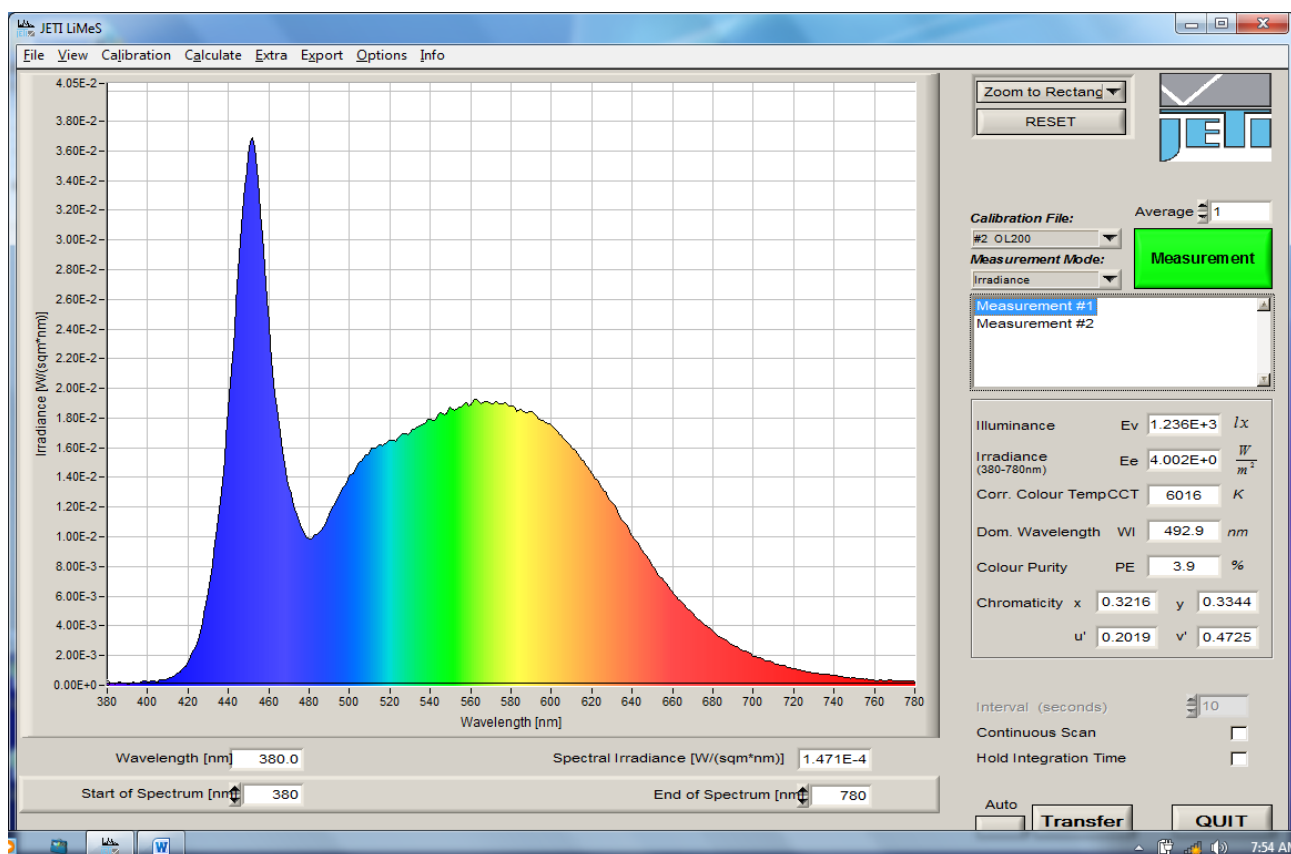 JETI LiMeS
File View Calibration Calculate Extra Export Options Info
4.05E-2
3.80E-2
3.60E-2
3.40E-2
3.20E-2
3.00E-2
2.80E-2
2.60E-2
2.40E-2
2.20E-2
2.00E-2
1.80E-2
1.60E-2
1.40E-2
1.20E-2
1.00E-2
8.00E-3
6.00E-3
4.00E-3
2.00E-3
0.00E+0
Irradiance [W/(sqm*nm)]
380 400 420 440 460 480 500 520 540 560 580 600 620 640 660 680 700 720 740 760 780
Wavelength [nm]
Wavelength [nm] 380.0 Spectral Irradiance [W/(sqm*nm)] 1.471E-4
Start of Spectrum [nm 380 End of Spectrum [nm 780
Zoom to Rectang
RESET
JETI
Calibration File: Average 1
#2 OL200
Measurement Mode: Measurement
Irradiance
Measurement #1
Measurement #2
Illuminance Ev 1.236E+3 lx
Irradiance (380-780nm) Ee 4.002E+0 W/m²
Corr. Colour Temp CCT 6016 K
Dom. Wavelength Wl 492.9 nm
Colour Purity PE 3.9 %
Chromaticity x 0.3216 y 0.3344
u' 0.2019 v' 0.4725
Interval (seconds) 10
Continuous Scan
Hold Integration Time
Auto
Transfer QUIT
7:54 AM